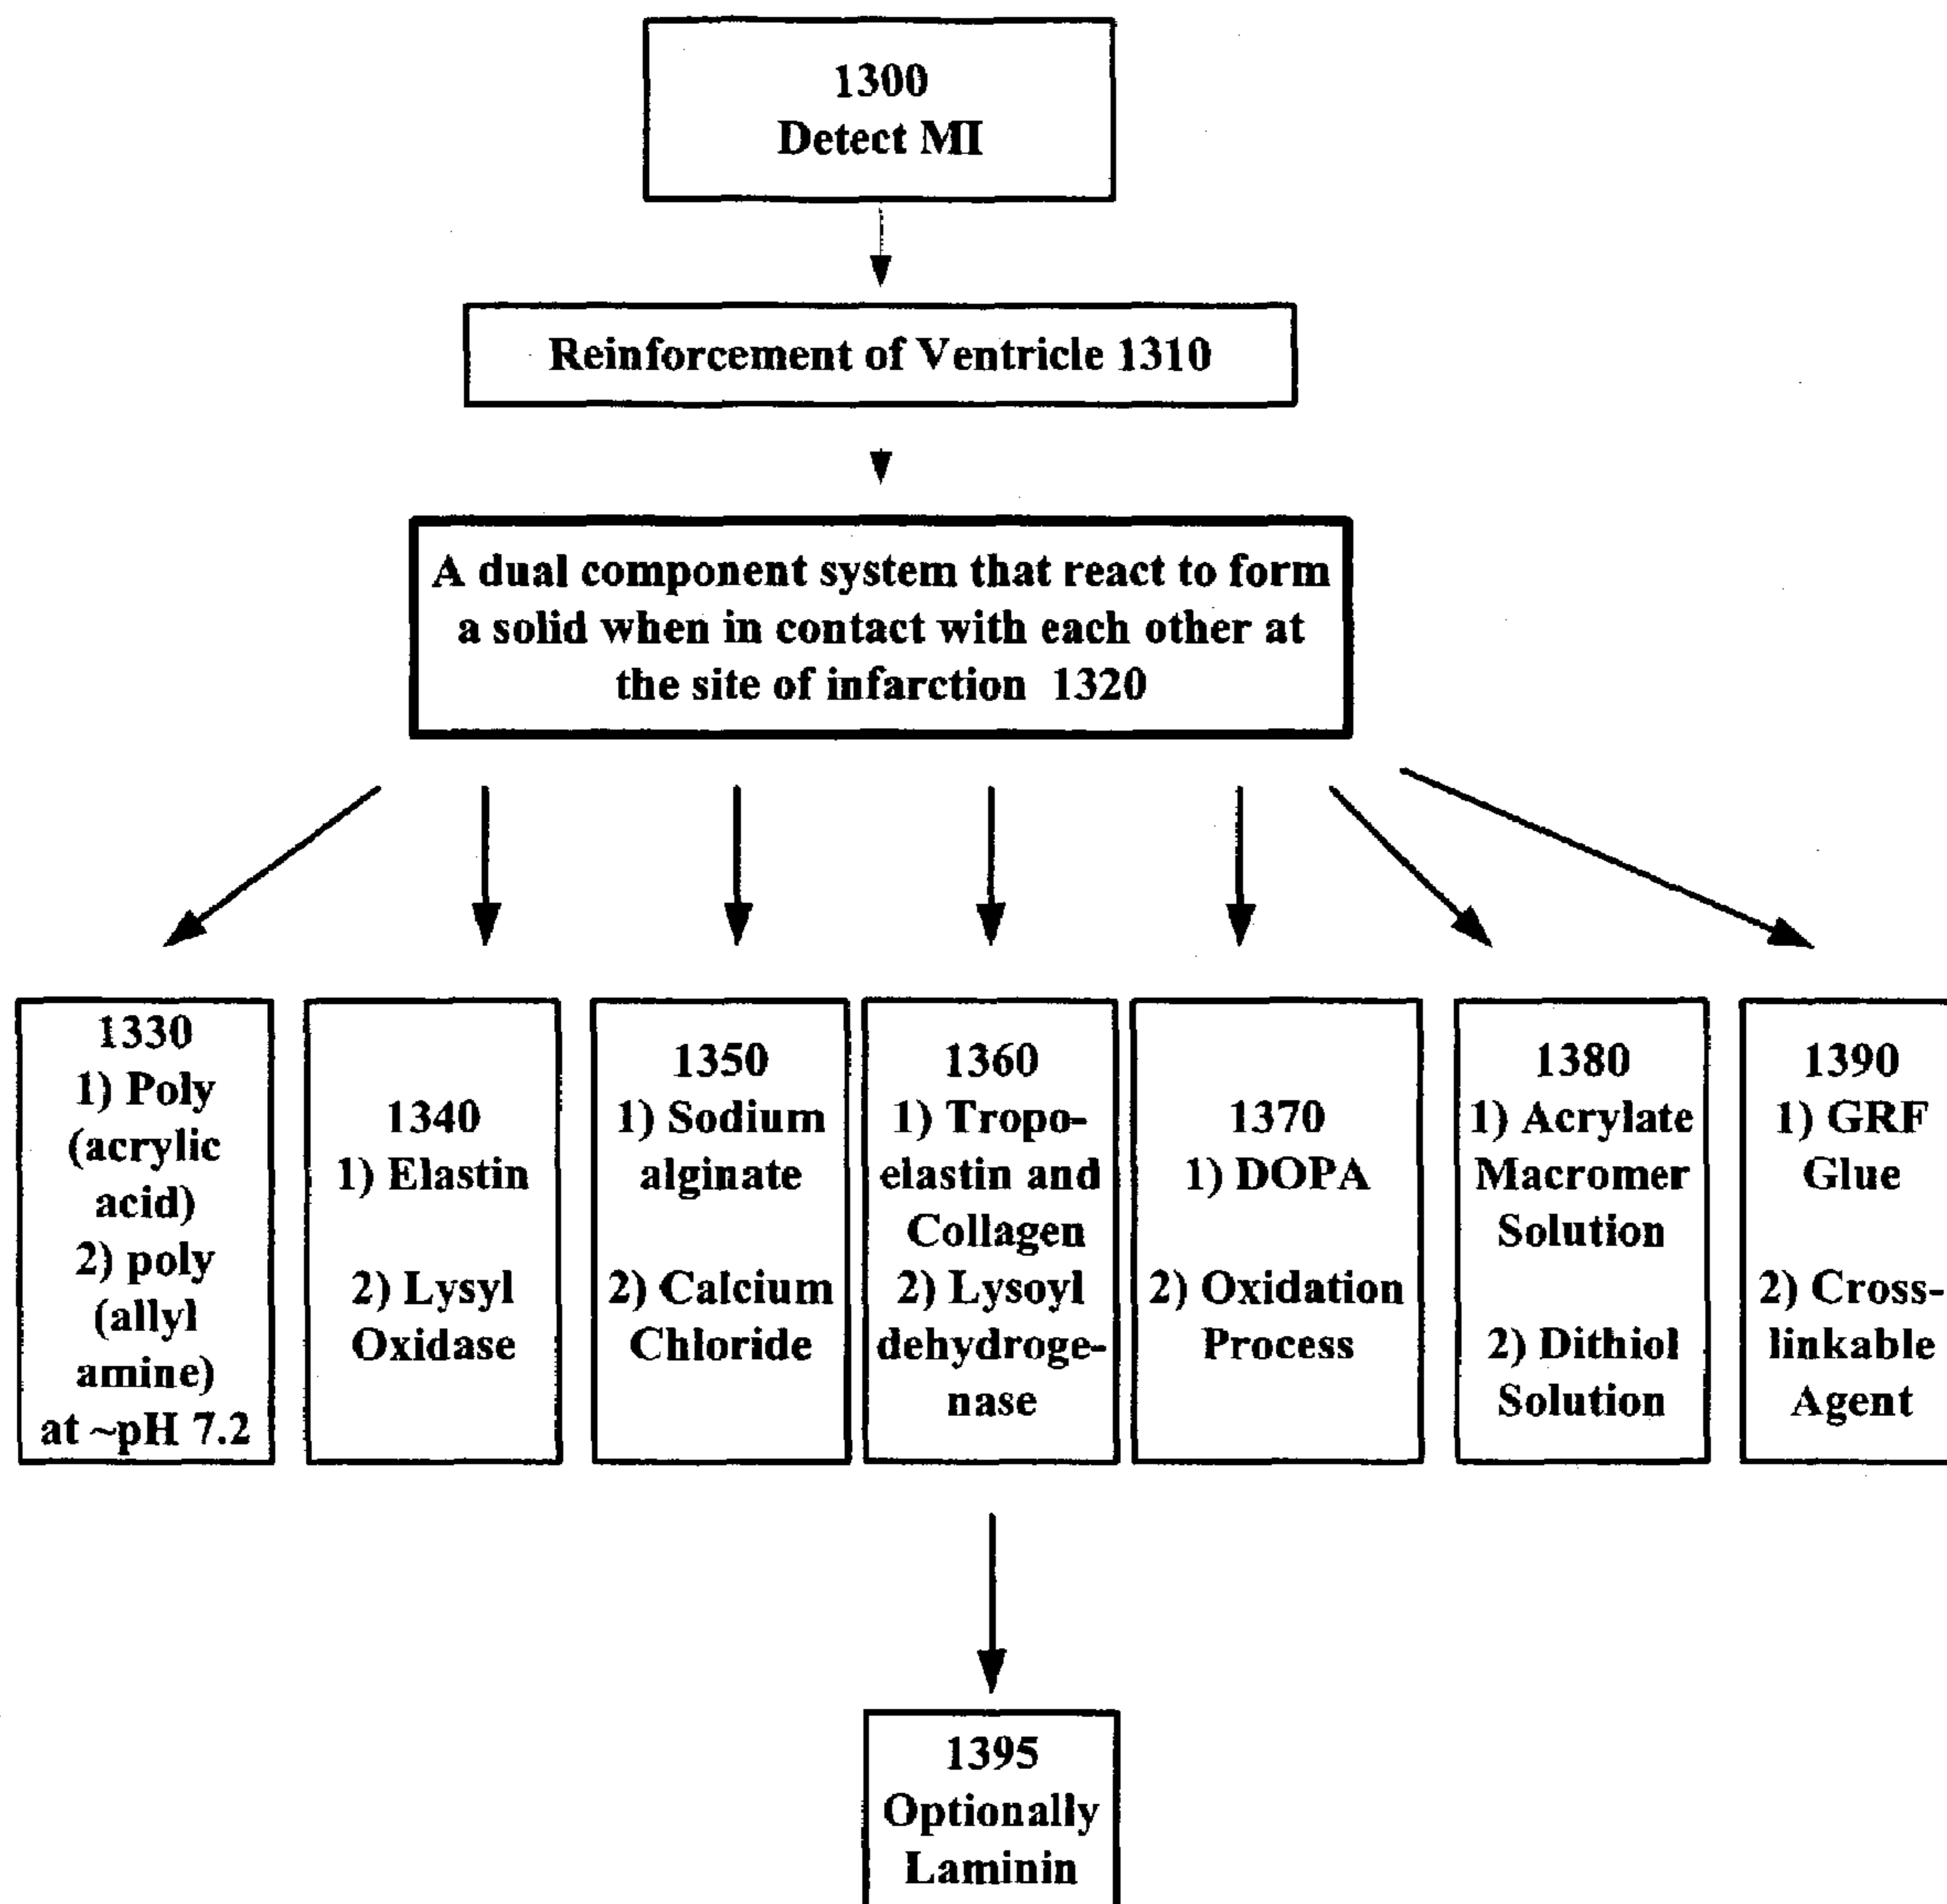 1300
Detect MI
Reinforcement of Ventricle 1310
A dual component system that react to form
a solid when in contact with each other at
the site of infarction 1320
1330
1) Poly
(acrylic
acid)
2) poly
(allyl
amine)
at ~pH 7.2
1340
1) Elastin
2) Lysyl
Oxidase
1350
1) Sodium
alginate
2) Calcium
Chloride
1360
1) Tropo-
elastin and
Collagen
2) Lysoyl
dehydroge-
nase
1370
1) DOPA
2) Oxidation
Process
1380
1) Acrylate
Macromer
Solution
2) Dithiol
Solution
1390
1) GRF
Glue
2) Cross-
linkable
Agent
1395
Optionally
Laminin